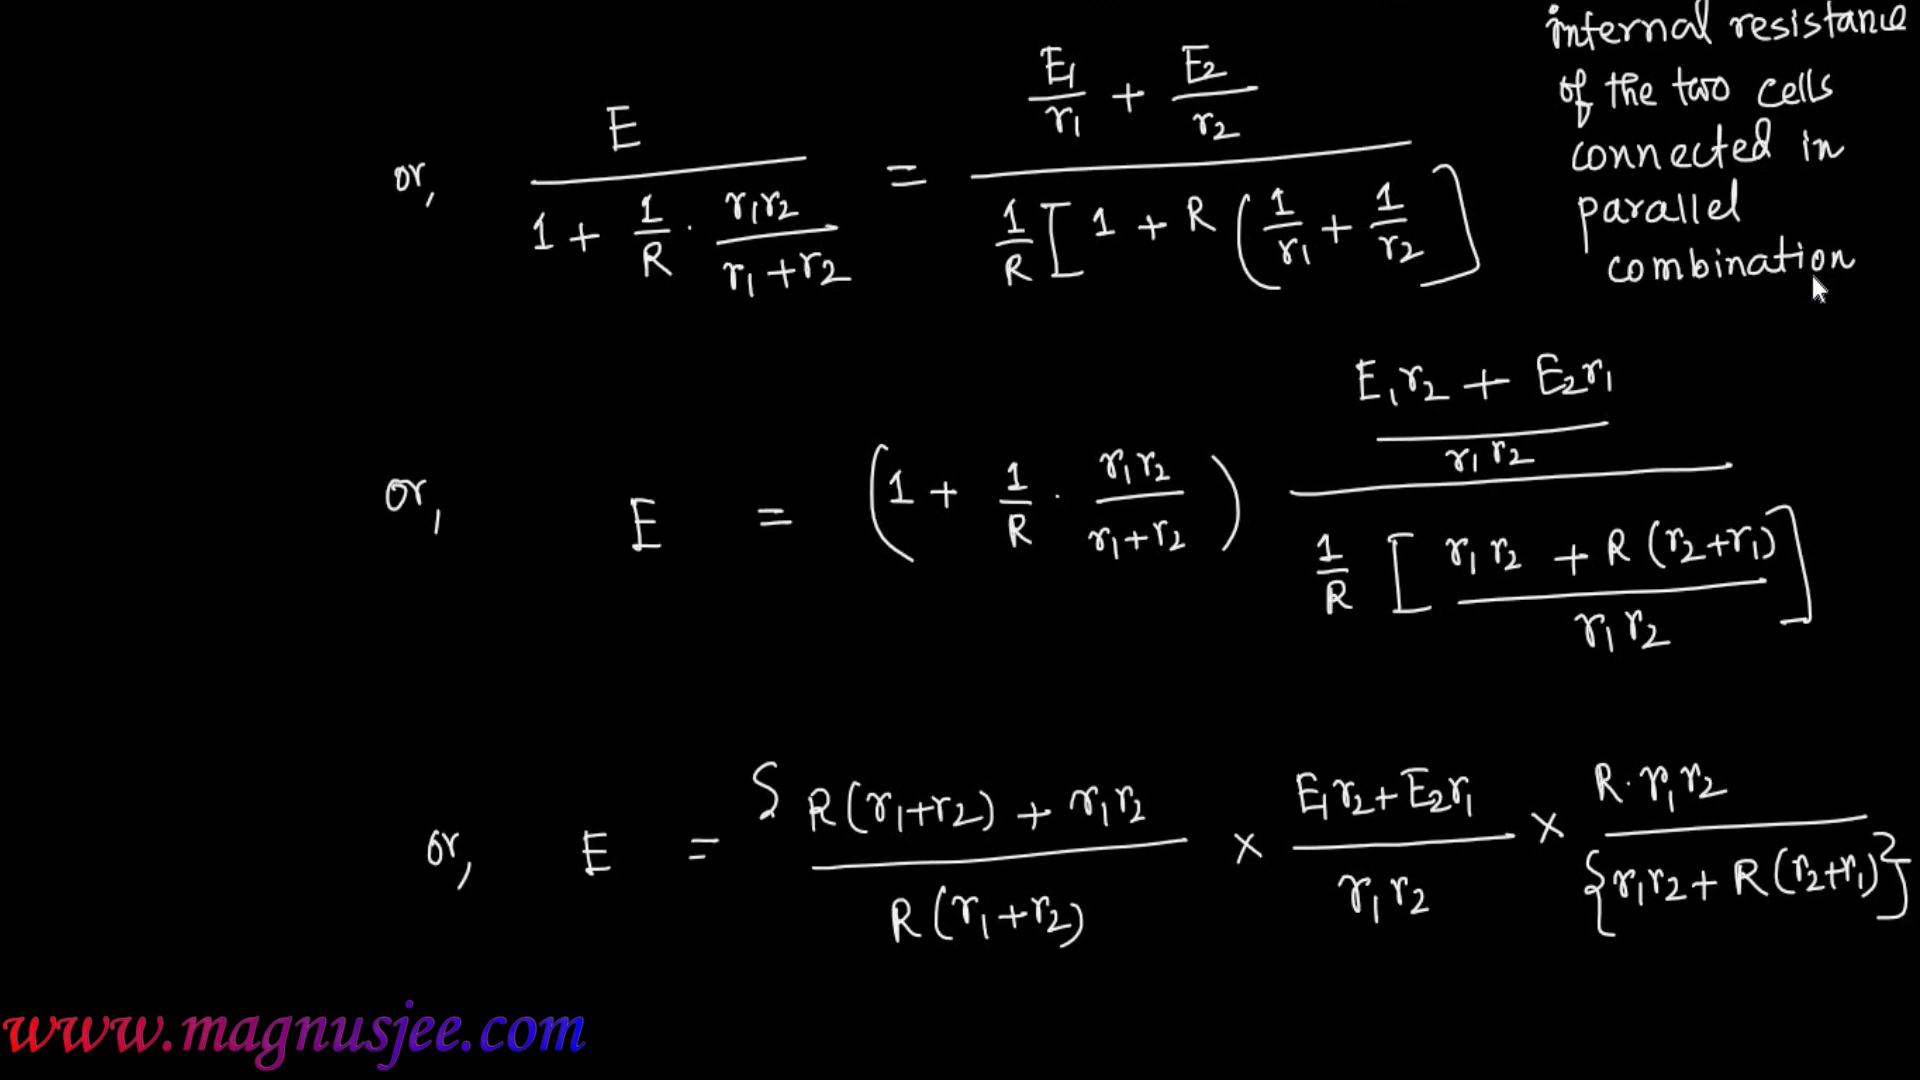 internal resistance
of the two cells
connected in
parallel
combination
or, E / (1 + 1/R · r₁r₂/(r₁+r₂)) = (E₁/r₁ + E₂/r₂) / (1/R [1 + R (1/r₁ + 1/r₂)])
or, E = (1 + 1/R · r₁r₂/(r₁+r₂)) ((E₁r₂ + E₂r₁)/(r₁r₂)) / (1/R [(r₁r₂ + R(r₂+r₁))/(r₁r₂)])
or, E = { (R(r₁+r₂) + r₁r₂)/(R(r₁+r₂)) × (E₁r₂+E₂r₁)/(r₁r₂) × (R·r₁r₂)/{r₁r₂ + R(r₂+r₁)}
www.magnusjee.com